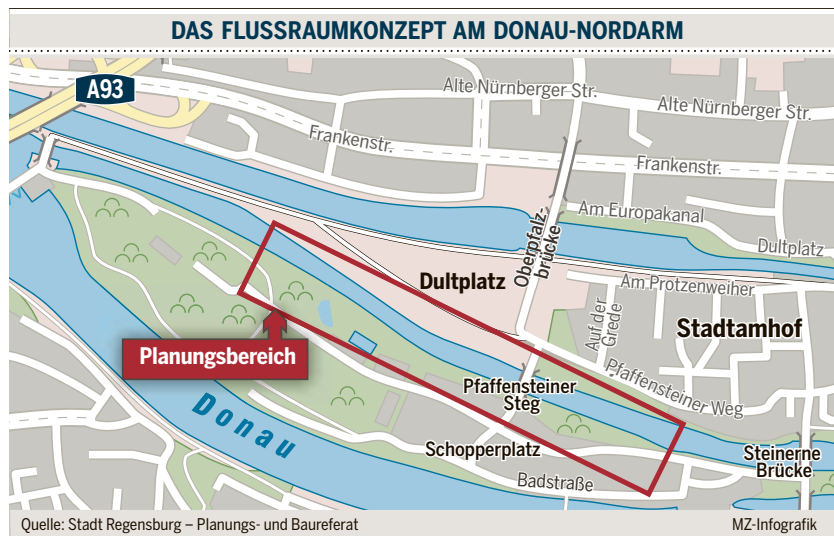 DAS FLUSSRAUMKONZEPT AM DONAU-NORDARM
A93
Alte Nürnberger Str.
Alte Nürnberger Str.
Frankenstr.
Frankenstr.
Am Europakanal
Oberpfalz-
brücke
Dultplatz
Dultplatz
Am Protzenweiher
Auf der
Grede
Stadtamhof
Planungsbereich
Pfaffensteiner
Steg
Pfaffensteiner Weg
Donau
Schopperplatz
Steinerne
Brücke
Badstraße
Quelle: Stadt Regensburg – Planungs- und Baureferat
MZ-Infografik